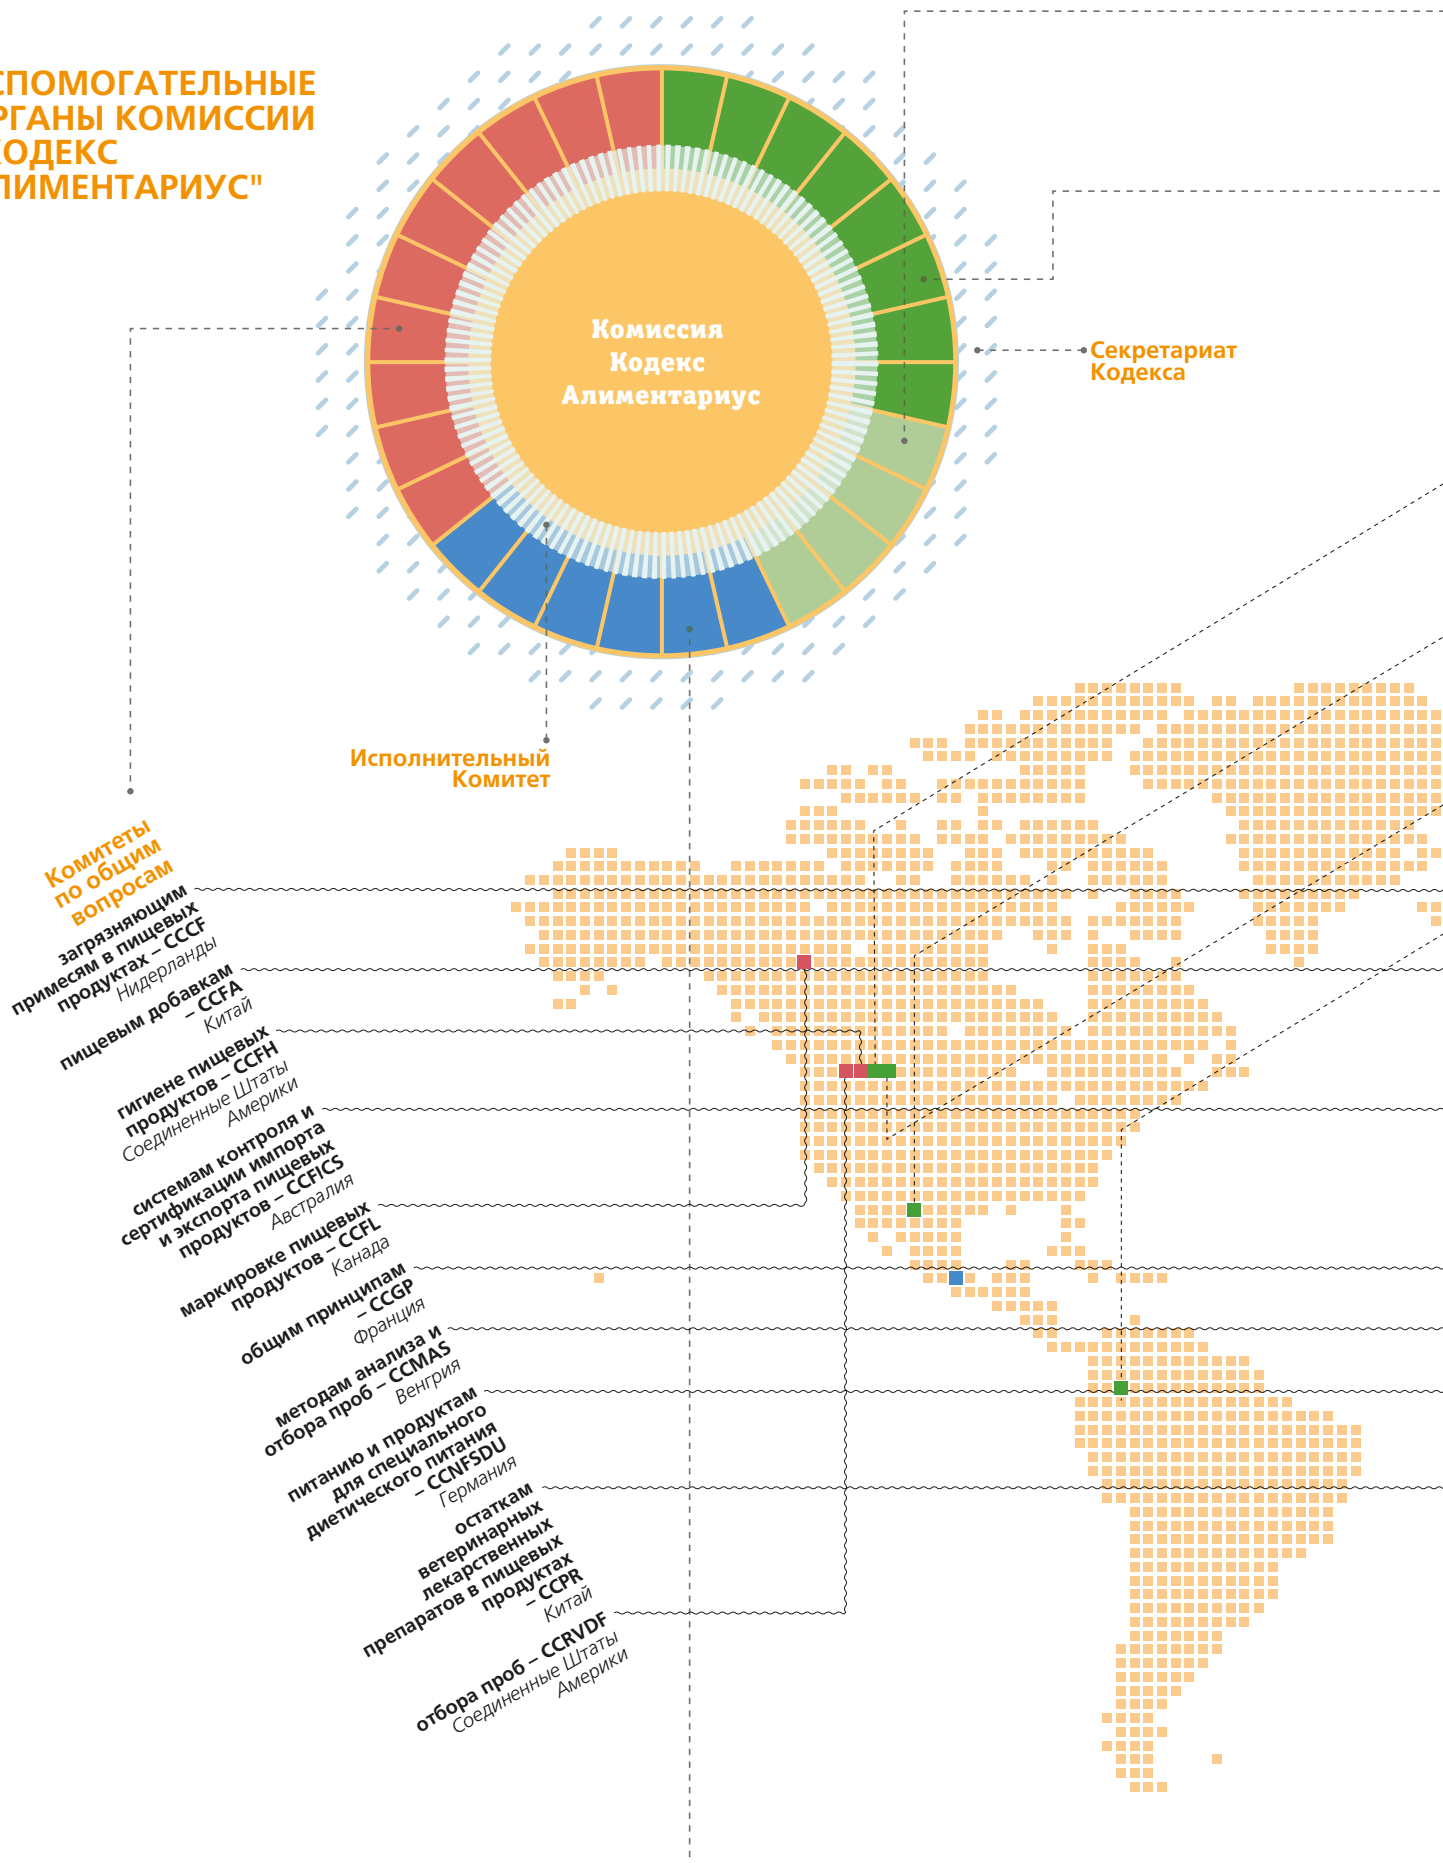 СПОМОГАТЕЛЬНЫЕ
РГАНЫ КОМИССИИ
КОДЕКС
ЛИМЕНТАРИУС"
Комиссия
Кодекс
Алиментариус
Секретариат
Кодекса
Исполнительный
Комитет
Комитеты
по общим
вопросам
загрязняющим
примесям в пищевых
продуктах – CCCF
Нидерланды
пищевым добавкам
– CCFA
Китай
гигиене пищевых
продуктов – CCFH
Соединенные Штаты
Америки
системам контроля и
сертификации импорта
и экспорта пищевых
продуктов – CCFICS
Австралия
маркировке пищевых
продуктов – CCFL
Канада
общим принципам
– CCGP
Франция
методам анализа и
отбора проб – CCMAS
Венгрия
питанию и продуктам
для специального
диетического питания
– CCNFSDU
Германия
остаткам
ветеринарных
лекарственных
препаратов в пищевых
продуктах
– CCPR
Китай
отбора проб – CCRVDF
Соединенные Штаты
Америки